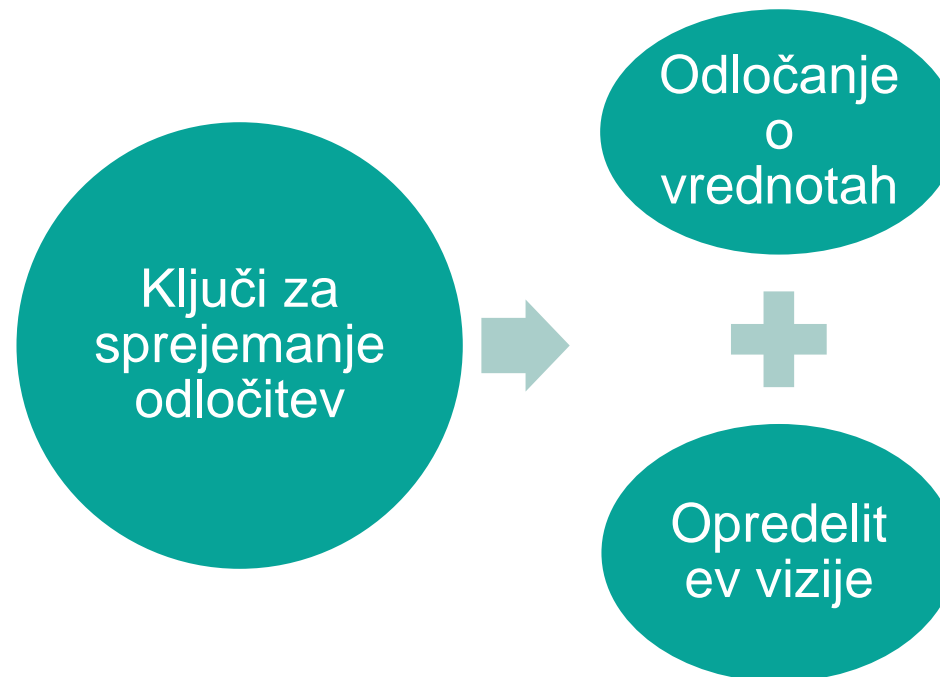 Ključi za
sprejemanje
odločitev
Odločanje
o
vrednotah
Opredelit
ev vizije